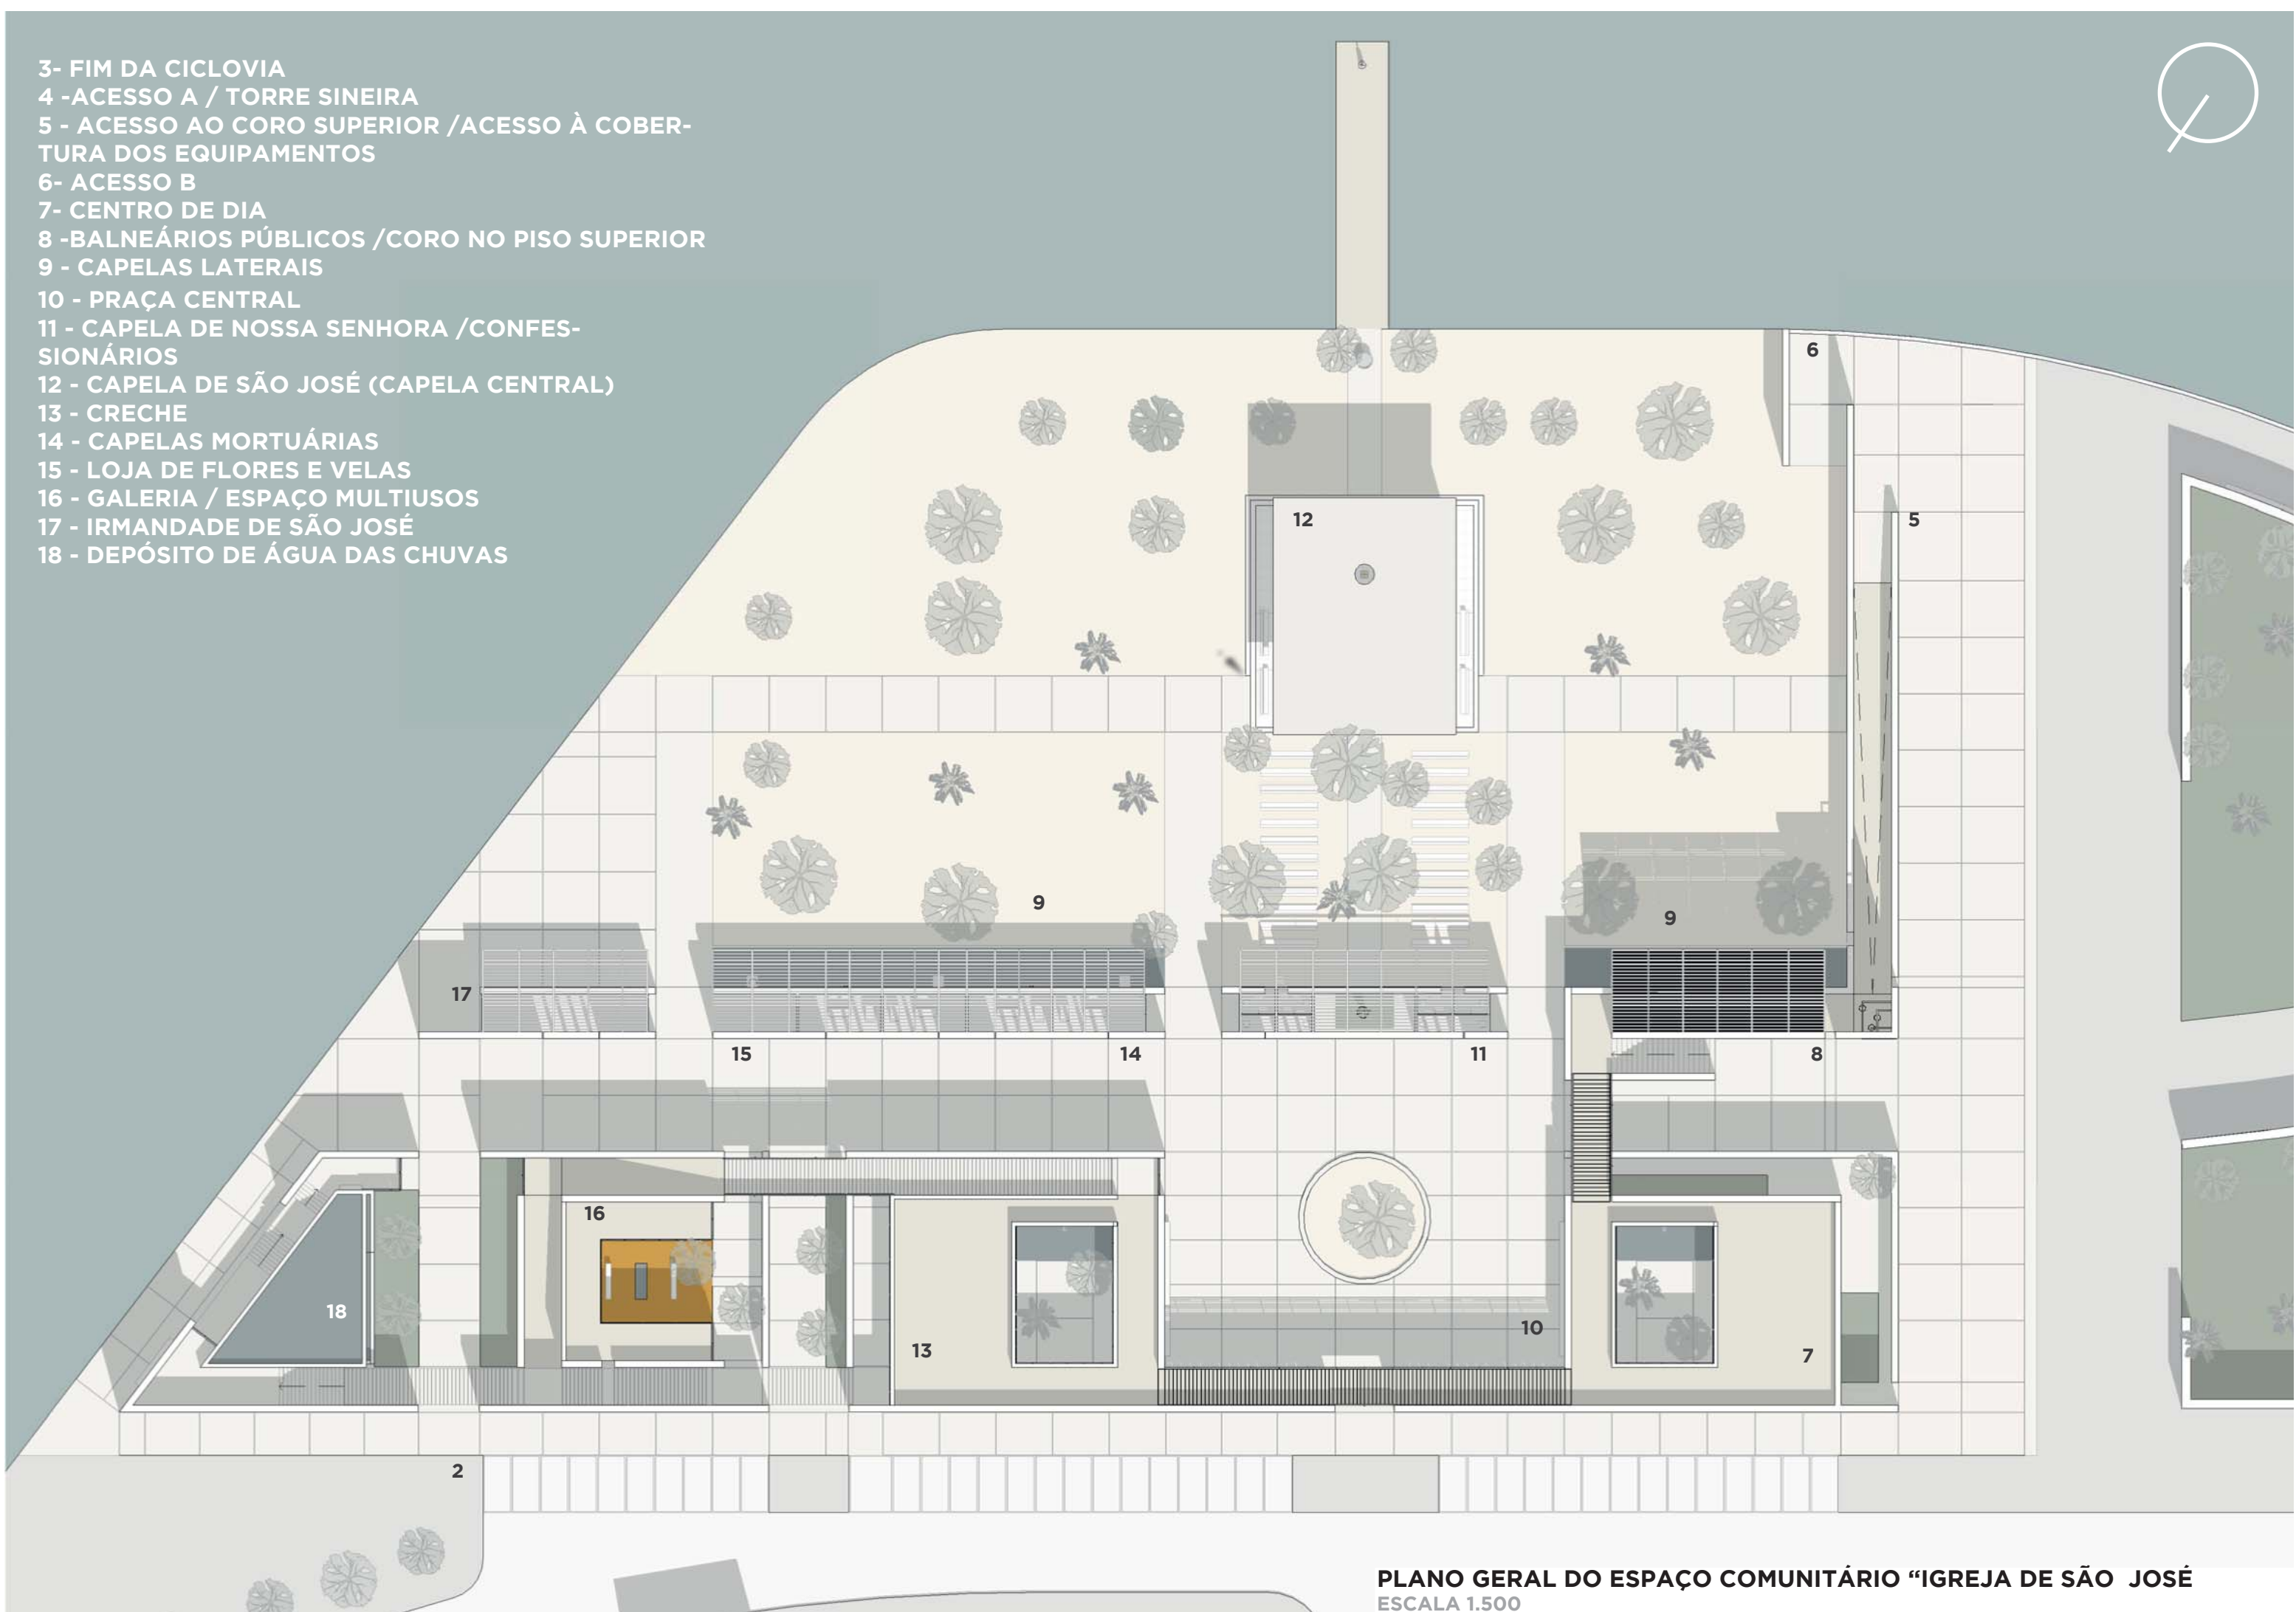 3- FIM DA CICLOVIA
4 -ACESSO A / TORRE SINEIRA
5 - ACESSO AO CORO SUPERIOR /ACESSO À COBER-
TURA DOS EQUIPAMENTOS
6- ACESSO B
7- CENTRO DE DIA
8 -BALNEÁRIOS PÚBLICOS /CORO NO PISO SUPERIOR
9 - CAPELAS LATERAIS
10 - PRAÇA CENTRAL
11 - CAPELA DE NOSSA SENHORA /CONFES-
SIONÁRIOS
12 - CAPELA DE SÃO JOSÉ (CAPELA CENTRAL)
13 - CRECHE
14 - CAPELAS MORTUÁRIAS
15 - LOJA DE FLORES E VELAS
16 - GALERIA / ESPAÇO MULTIUSOS
17 - IRMANDADE DE SÃO JOSÉ
18 - DEPÓSITO DE ÁGUA DAS CHUVAS
6
12
5
9
9
17
15
14
11
8
16
18
10
13
7
2
PLANO GERAL DO ESPAÇO COMUNITÁRIO “IGREJA DE SÃO  JOSÉ
ESCALA 1.500